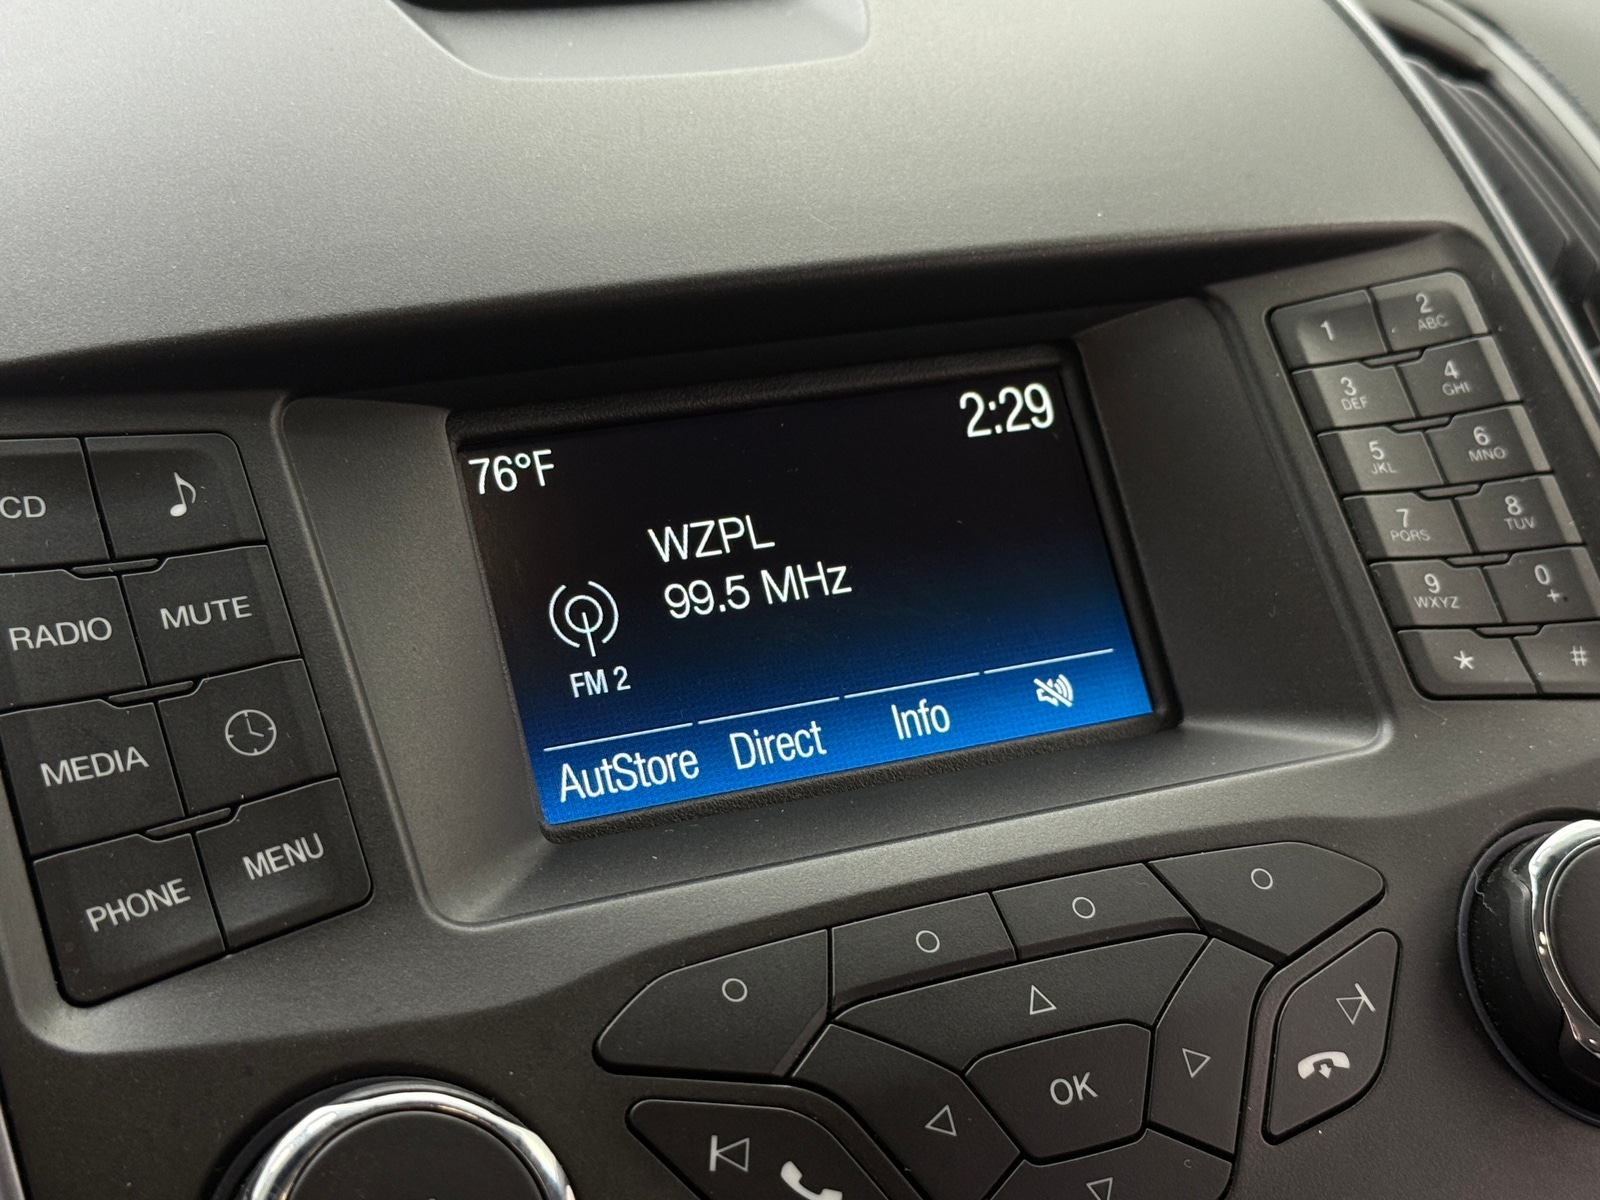 2:29
76°F
WZPL
99.5 MHz
FM 2
AutStore Direct Info
CD
RADIO MUTE
MEDIA
PHONE MENU
1 2 ABC
3 DEF 4 GHI
5 JKL 6 MNO
7 PQRS 8 TUV
9 WXYZ 0 +
* #
OK